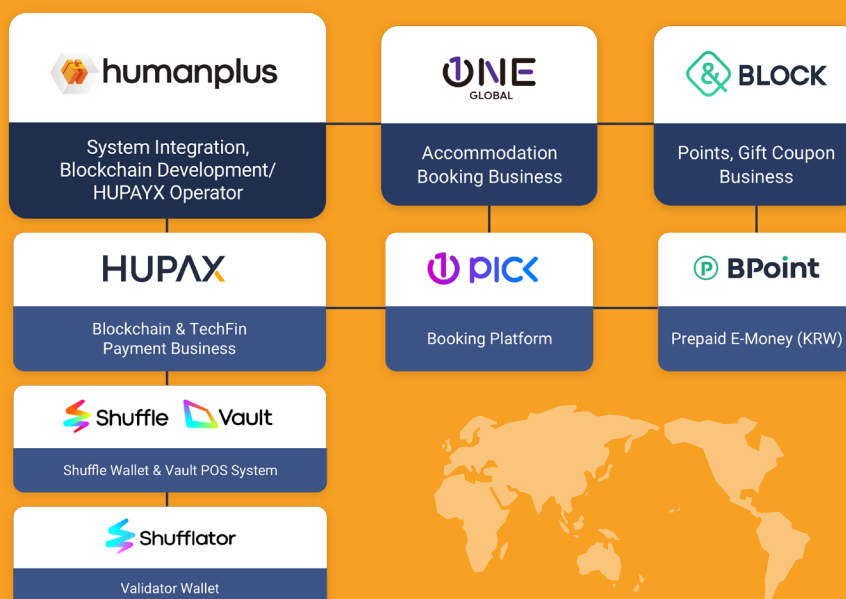 humanplus
System Integration,
Blockchain Development/
HUPAYX Operator
1ONE
GLOBAL
Accommodation
Booking Business
& BLOCK
Points, Gift Coupon
Business
HUPAX
Blockchain & TechFin
Payment Business
1 PICK
Booking Platform
P BPoint
Prepaid E-Money (KRW)
Shuffle Vault
Shuffle Wallet & Vault POS System
Shufflator
Validator Wallet